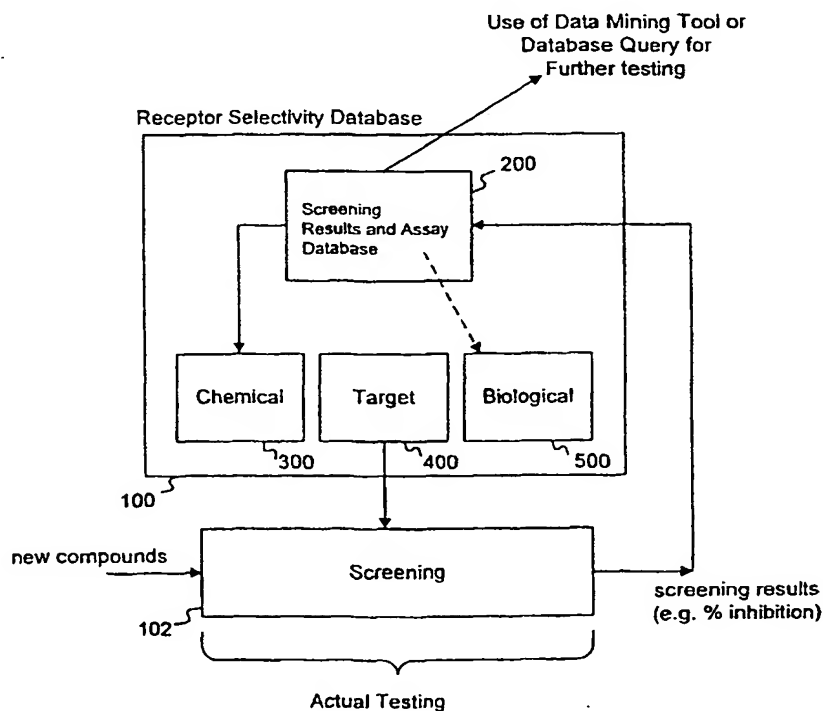 Use of Data Mining Tool or
Database Query for
Further testing
Receptor Selectivity Database
200
Screening
Results and Assay
Database
Chemical
Target
Biological
300
400
500
100
new compounds
Screening
screening results
(e.g. % inhibition)
102
Actual Testing